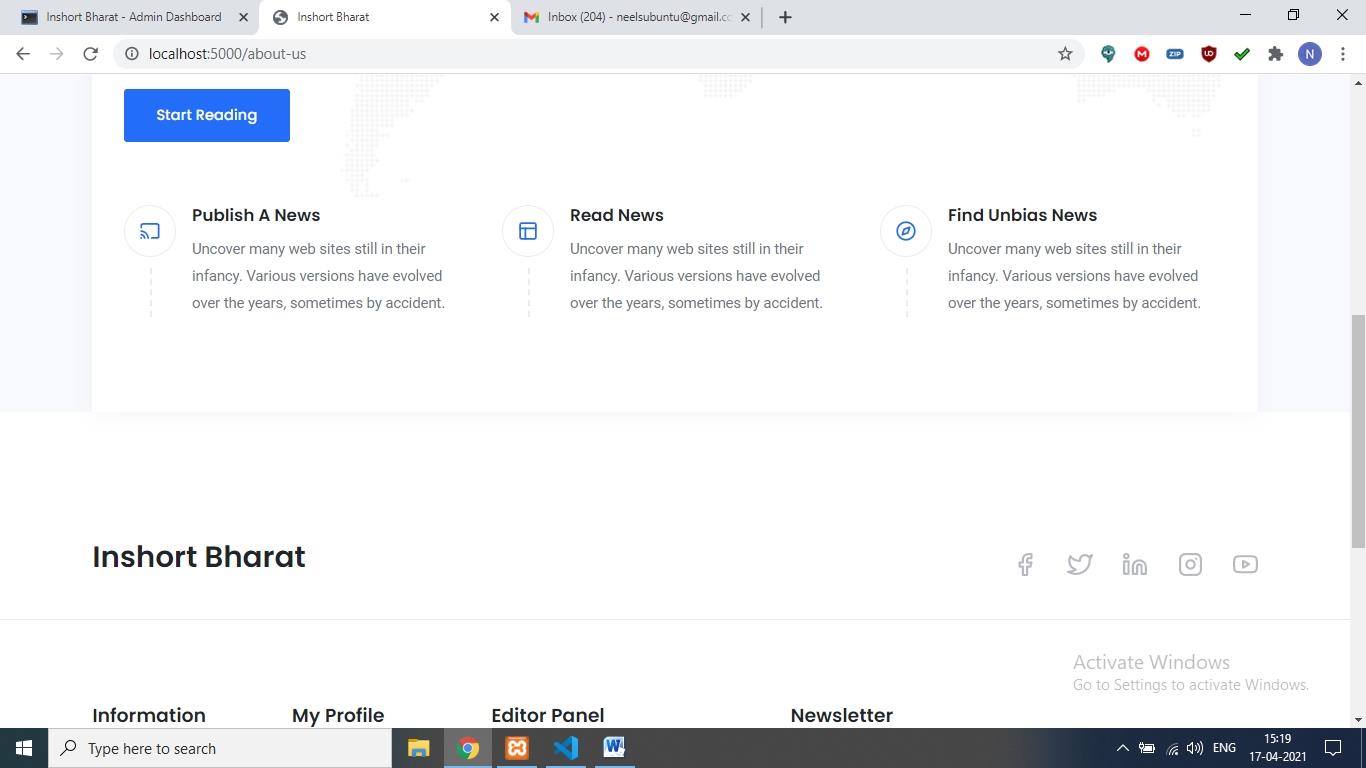 Inshort Bharat - Admin Dashboard
Inshort Bharat
Inbox (204) - neelsubuntu@gmail.cc
localhost:5000/about-us
ZIP
N
Start Reading
Publish A News
Uncover many web sites still in their
infancy. Various versions have evolved
over the years, sometimes by accident.
Read News
Uncover many web sites still in their
infancy. Various versions have evolved
over the years, sometimes by accident.
Find Unbias News
Uncover many web sites still in their
infancy. Various versions have evolved
over the years, sometimes by accident.
Inshort Bharat
Activate Windows
Go to Settings to activate Windows.
Information
My Profile
Editor Panel
Newsletter
Type here to search
ENG
15:19
17-04-2021